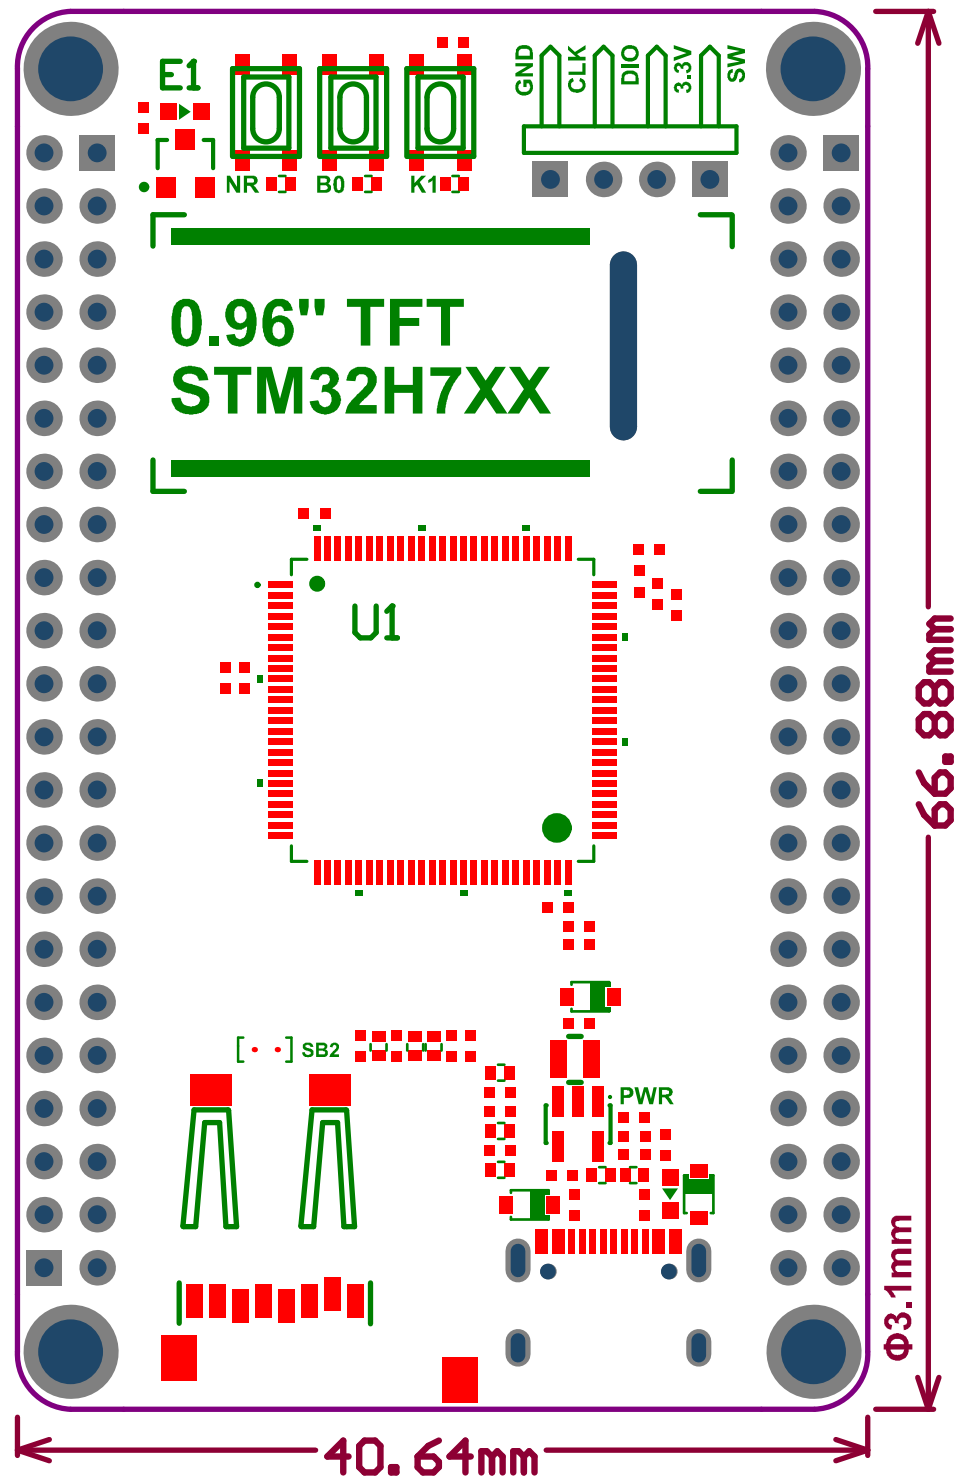 E1
GND
CLK
DIO
3.3V
SW
NR
B0
K1
0.96" TFT
STM32H7XX
U1
66.88mm
SB2
PWR
Φ3.1mm
40.64mm